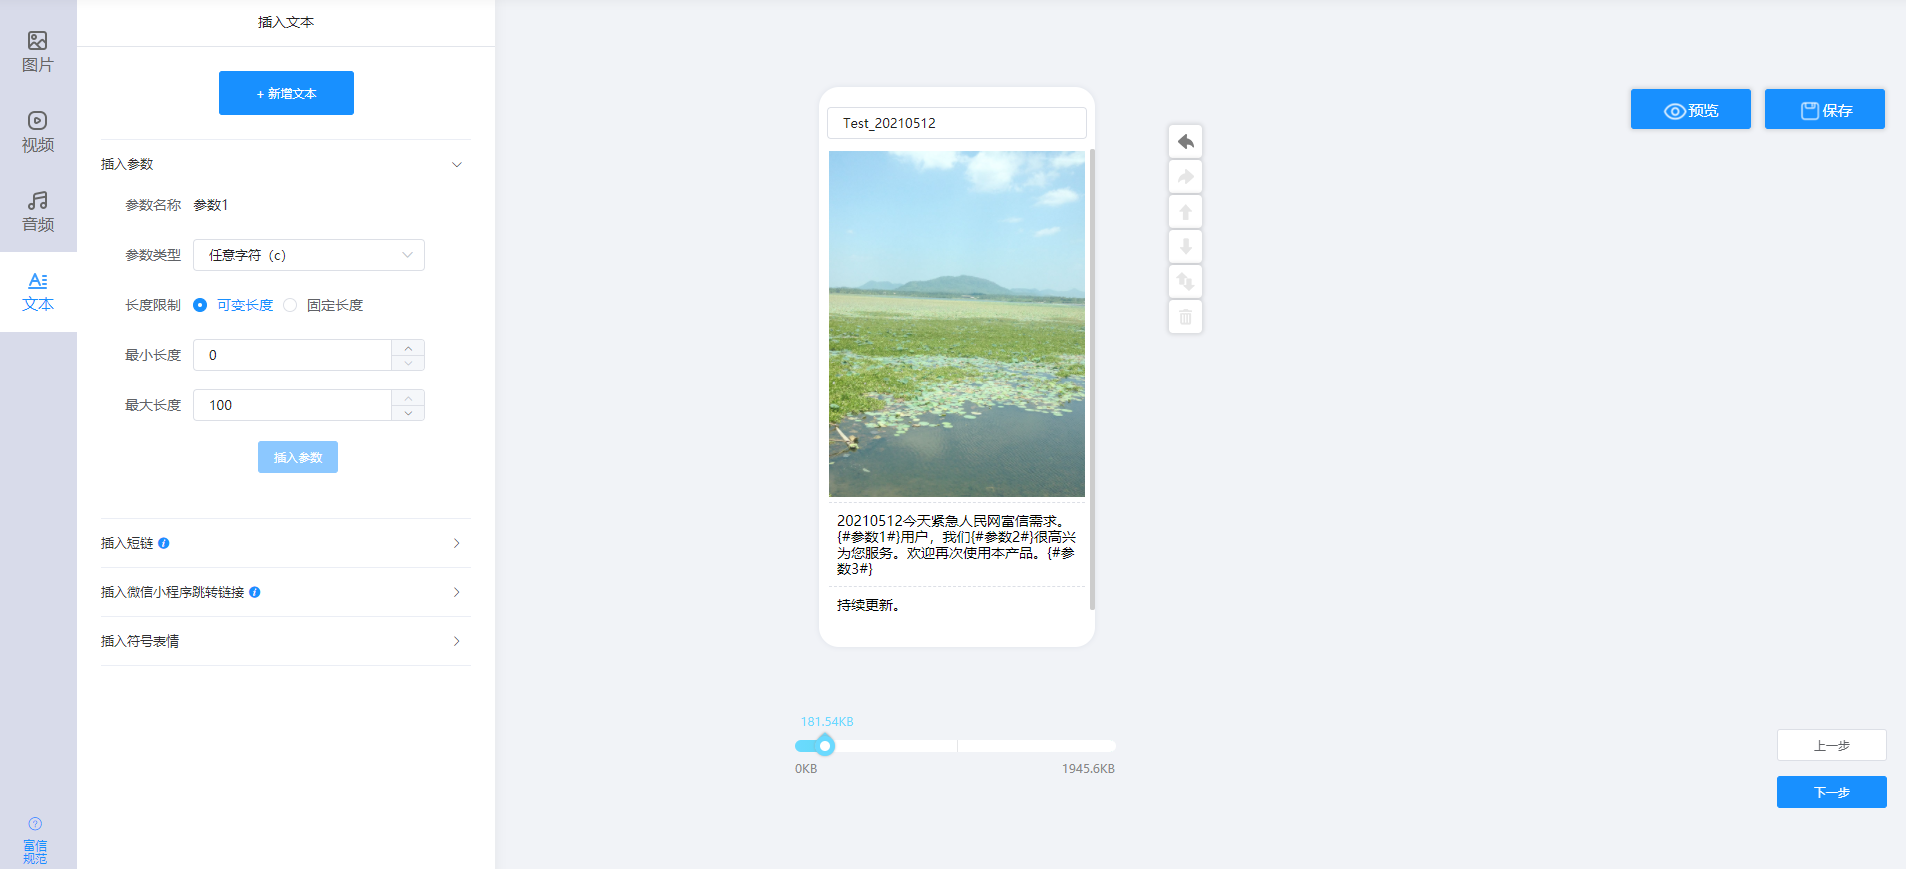 图片
视频
音频
文本
富信
规范
插入文本
+ 新增文本
插入参数
参数名称 参数1
参数类型 任意字符（c）
长度限制 可变长度 固定长度
最小长度 0
最大长度 100
插入参数
插入短链
插入微信小程序跳转链接
插入符号表情
Test_20210512
20210512今天紧急人民网富信需求。
{#参数1#}用户，我们{#参数2#}很高兴
为您服务。欢迎再次使用本产品。{#参
数3#}
持续更新。
181.54KB
0KB 1945.6KB
预览 保存
上一步
下一步